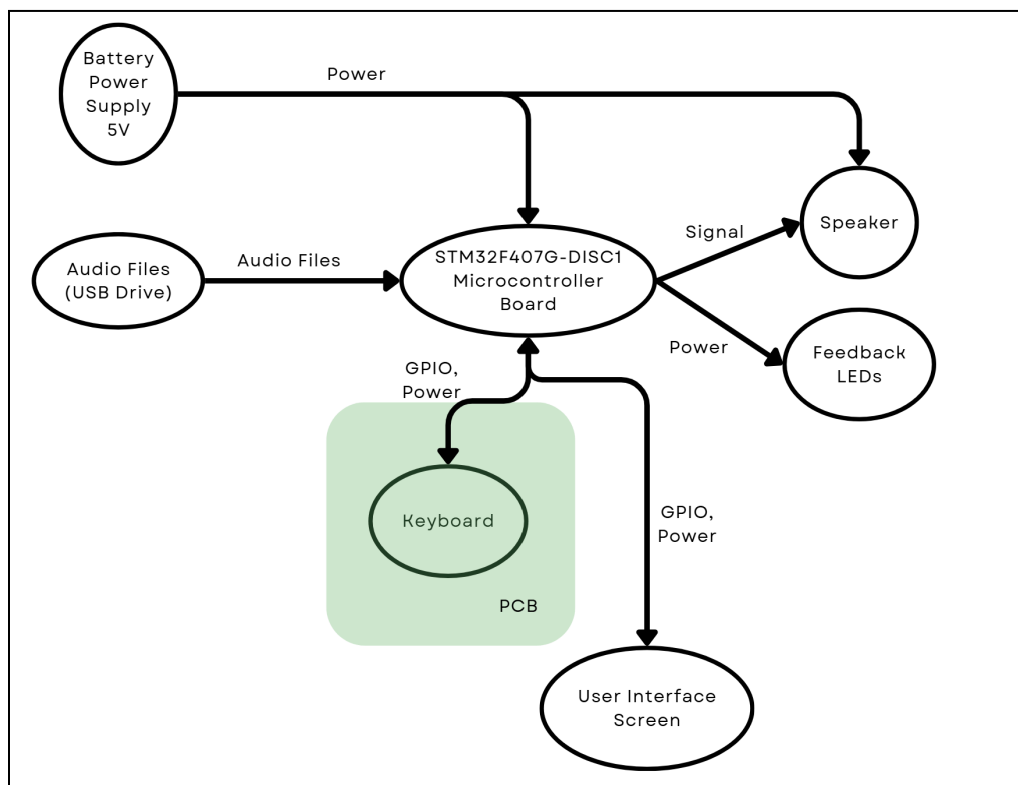 Battery
Power
Supply
5V
Power
Audio Files
(USB Drive)
Audio Files
STM32F407G-DISC1
Microcontroller
Board
Signal
Speaker
Power
Feedback
LEDs
GPIO,
Power
Keyboard
PCB
GPIO,
Power
User Interface
Screen